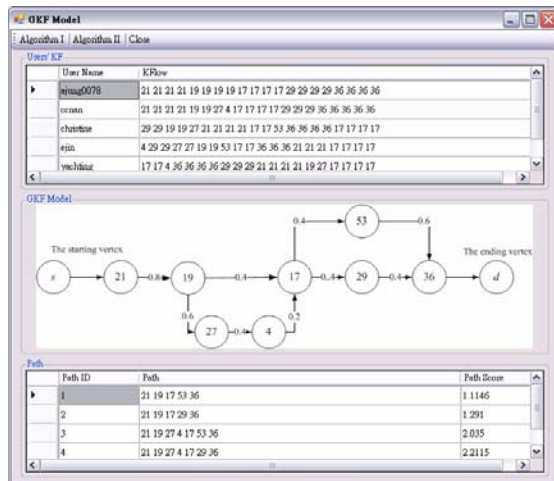 GKF Model
Algorithm I | Algorithm II | Close
Users' KF
User Name KFlow
ajung0078 21 21 21 21 19 19 19 19 17 17 17 17 29 29 29 29 36 36 36 36
21 21 21 21 19 19 27 4 17 17 17 17 29 29 29 36 36 36 36 36
christine 29 29 19 19 27 21 21 21 21 17 17 53 36 36 36 36 17 17 17 17
ejin 4 29 29 27 27 19 19 53 17 17 36 36 36 21 21 21 17 17 17 17
yachting 17 17 4 36 36 36 36 29 29 29 21 21 21 21 19 27 17 17 17 17
GKF Model
53
0.4
0.6
The starting vertex
The ending vertex
s
21
0.8
19
0.4
17
0.4
29
0.4
36
d
0.6
27
0.4
4
0.2
Path
Path ID Path Path Score
1 21 19 17 53 36 1.1146
2 21 19 17 29 36 1.291
3 21 19 27 4 17 53 36 2.035
4 21 19 27 4 17 29 36 2.2115